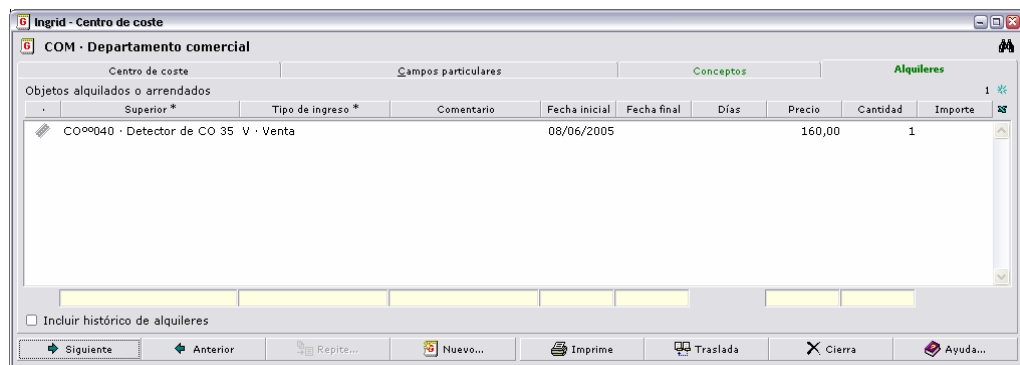 Ingrid - Centro de coste
COM · Departamento comercial
Centro de coste Campos particulares Conceptos Alquileres
Objetos alquilados o arrendados 1
· Superior * Tipo de ingreso * Comentario Fecha inicial Fecha final Días Precio Cantidad Importe
COºº040 · Detector de CO 35 V · Venta 08/06/2005 160,00 1
Incluir histórico de alquileres
Siguiente Anterior Repite... Nuevo... Imprime Traslada Cierra Ayuda...